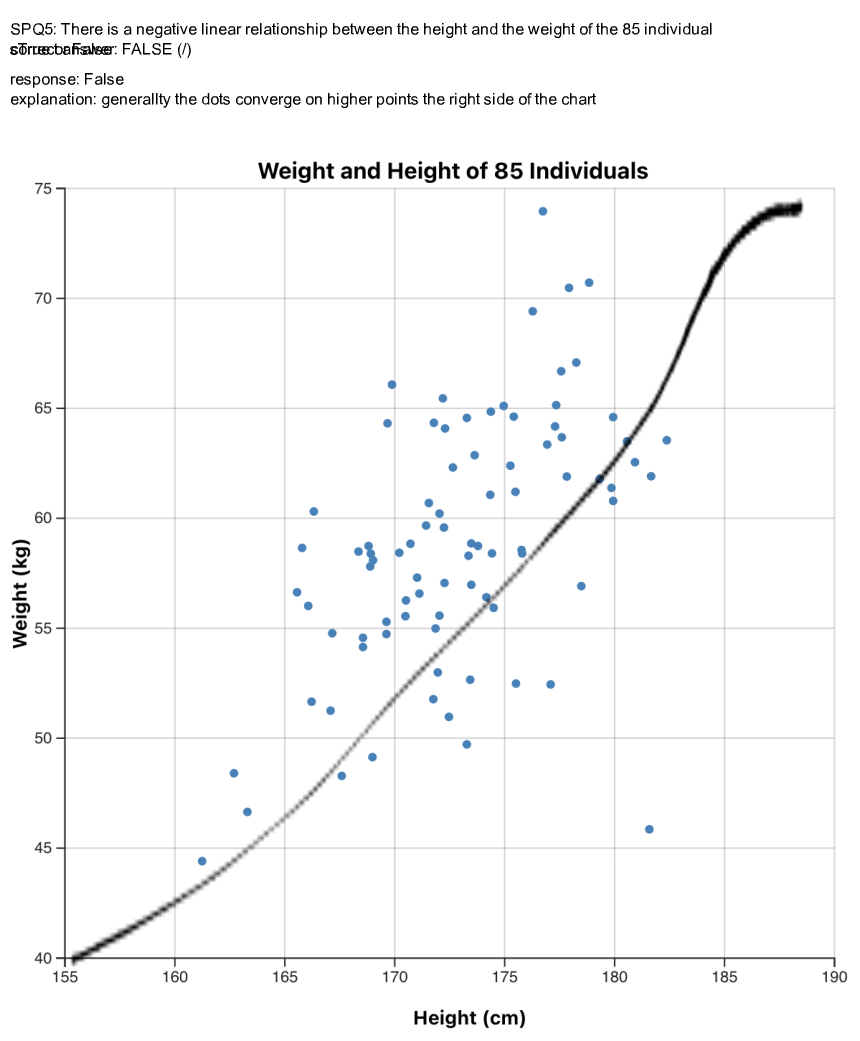 SPQ5: There is a negative linear relationship between the height and the weight of the 85 individual
FALSE (/)
response: False
explanation: generallty the dots converge on higher points the right side of the chart
Weight and Height of 85 Individuals
75
70
65
60
55
50
45
40
Weight (kg)
155 160 165 170 175 180 185 190
Height (cm)